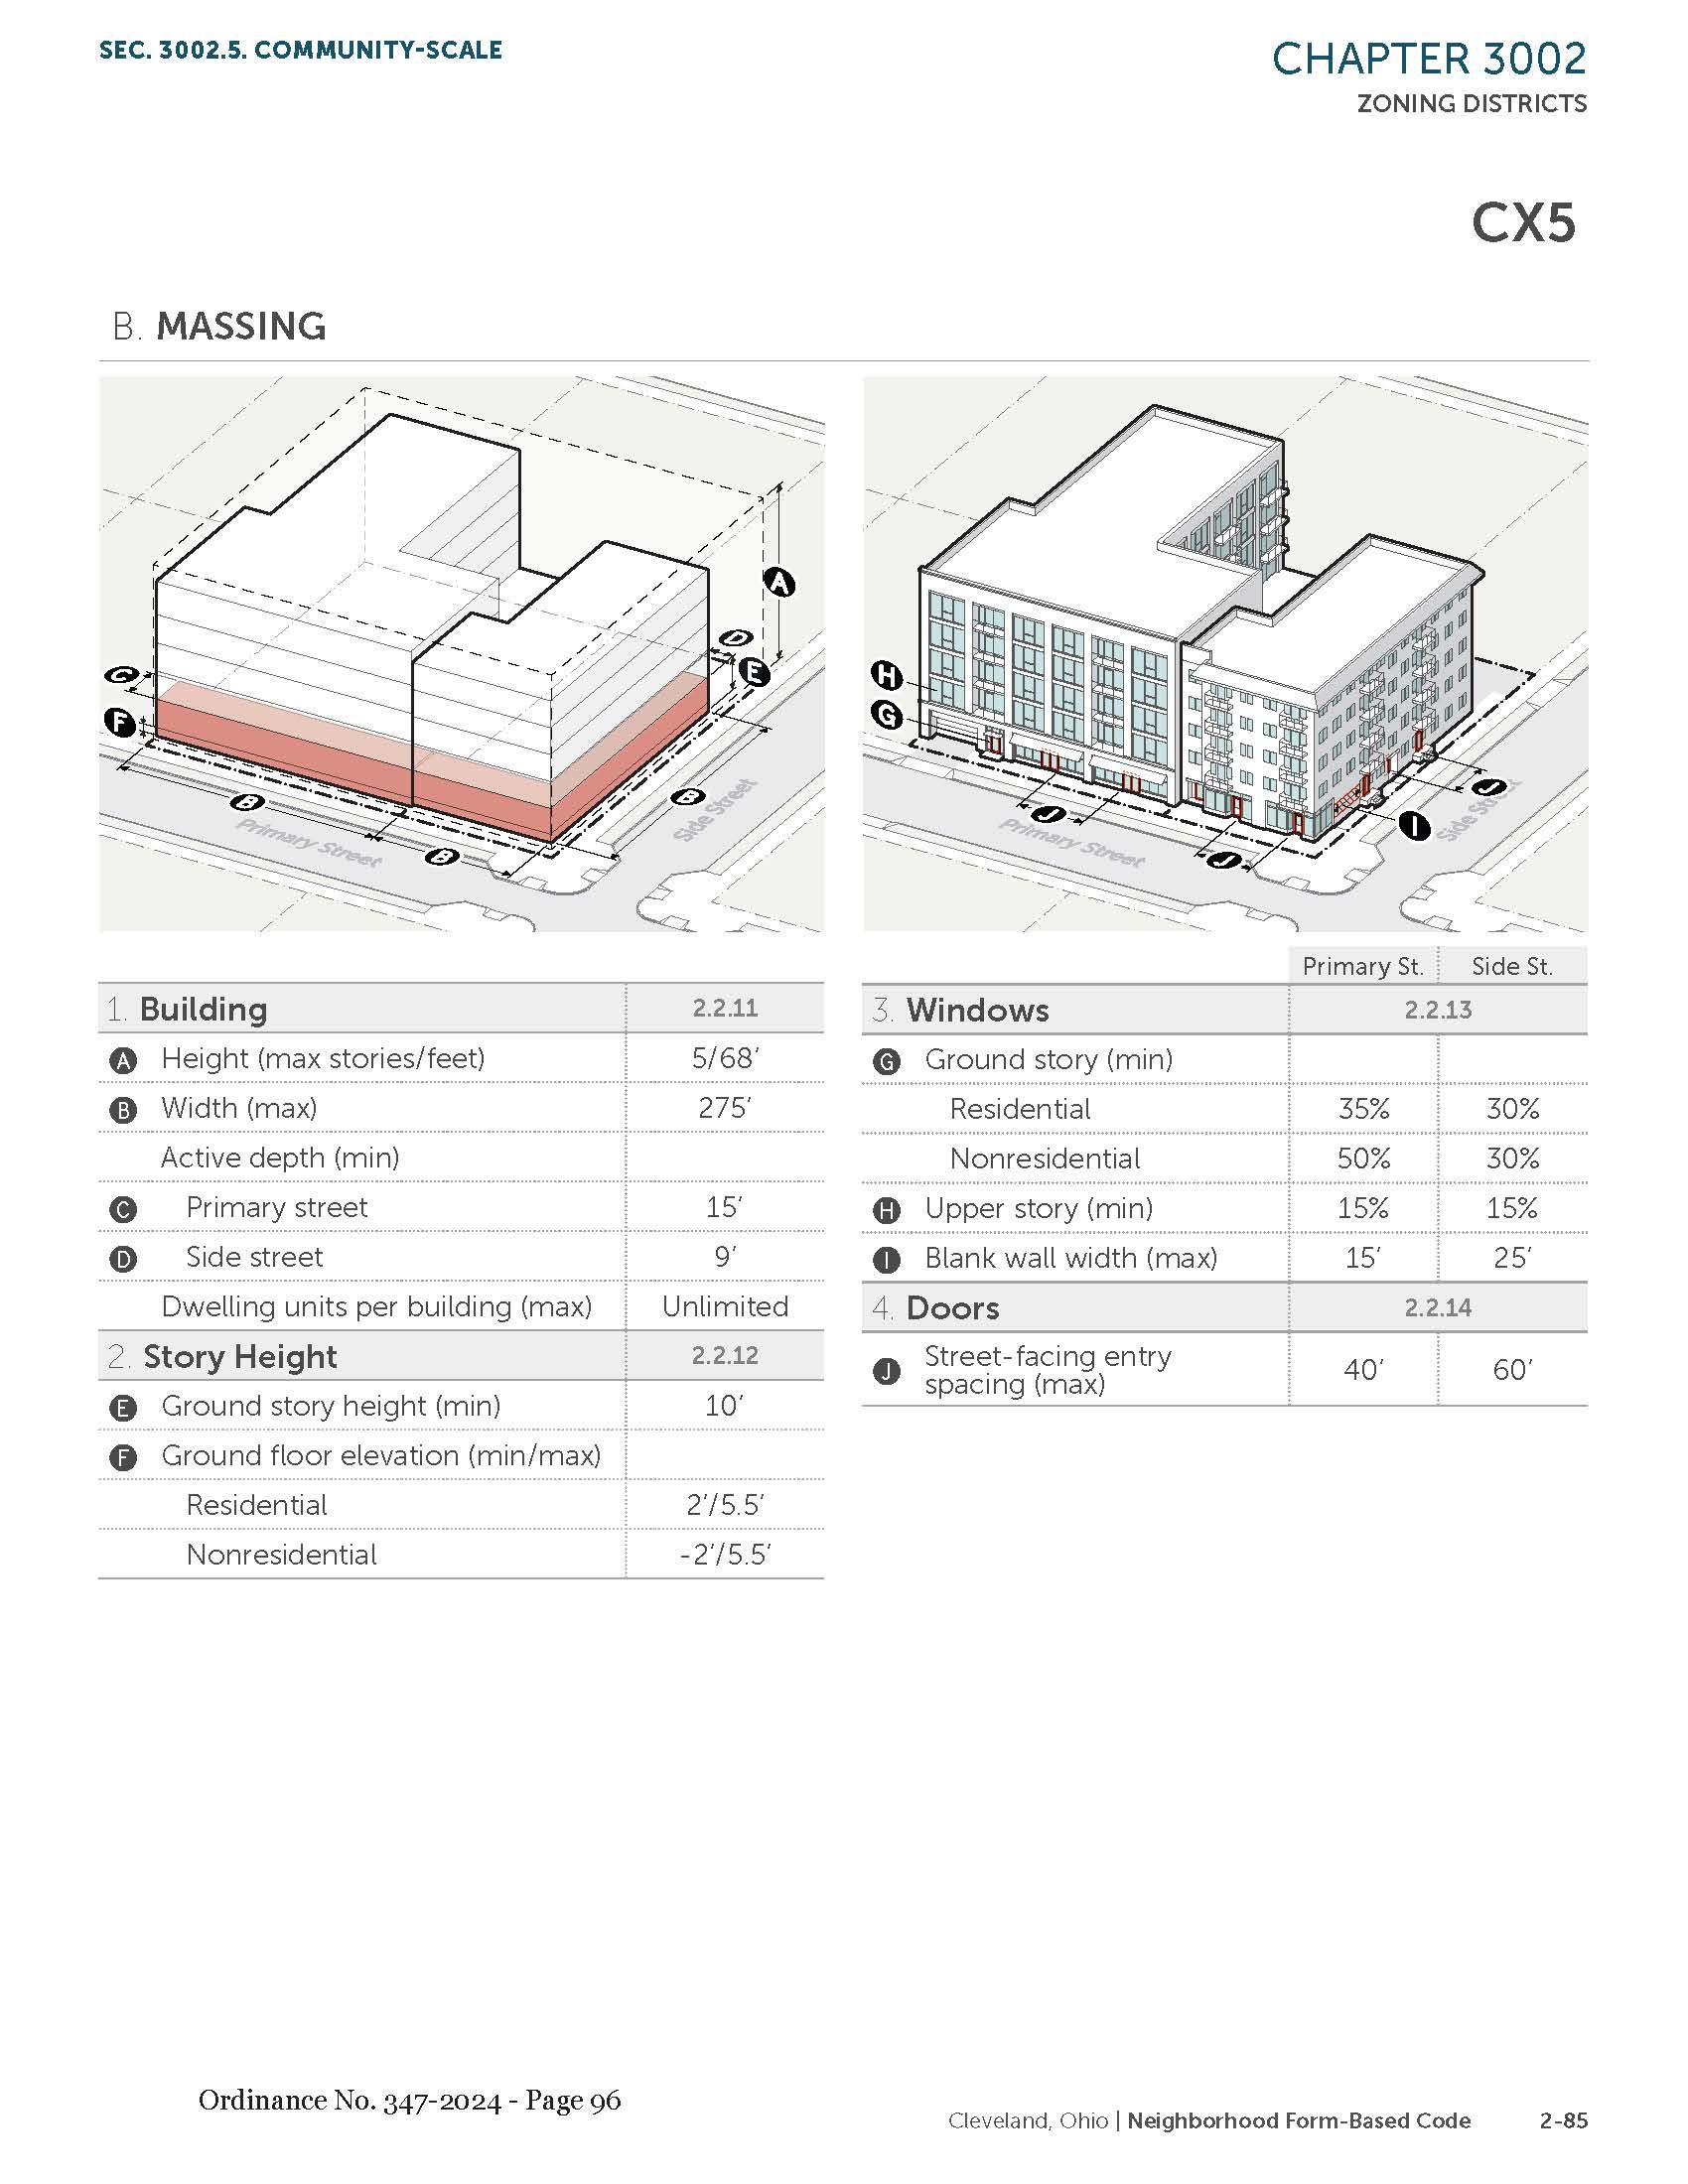 SEC. 3002.5. COMMUNITY-SCALE
CHAPTER 3002
ZONING DISTRICTS
CX5
B. MASSING
A
D
E
C
F
B
B
B
Primary Street
Side Street
H
G
J
J
J
I
Primary Street
Side Street
1. Building 2.2.11
A Height (max stories/feet) 5/68’
B Width (max) 275’
Active depth (min)
C Primary street 15’
D Side street 9’
Dwelling units per building (max) Unlimited
2. Story Height 2.2.12
E Ground story height (min) 10’
F Ground floor elevation (min/max)
Residential 2’/5.5’
Nonresidential -2’/5.5’
Primary St. Side St.
3. Windows 2.2.13
G Ground story (min)
Residential 35% 30%
Nonresidential 50% 30%
H Upper story (min) 15% 15%
I Blank wall width (max) 15’ 25’
4. Doors 2.2.14
J Street-facing entry
spacing (max) 40’ 60’
Ordinance No. 347-2024 - Page 96
Cleveland, Ohio | Neighborhood Form-Based Code 2-85